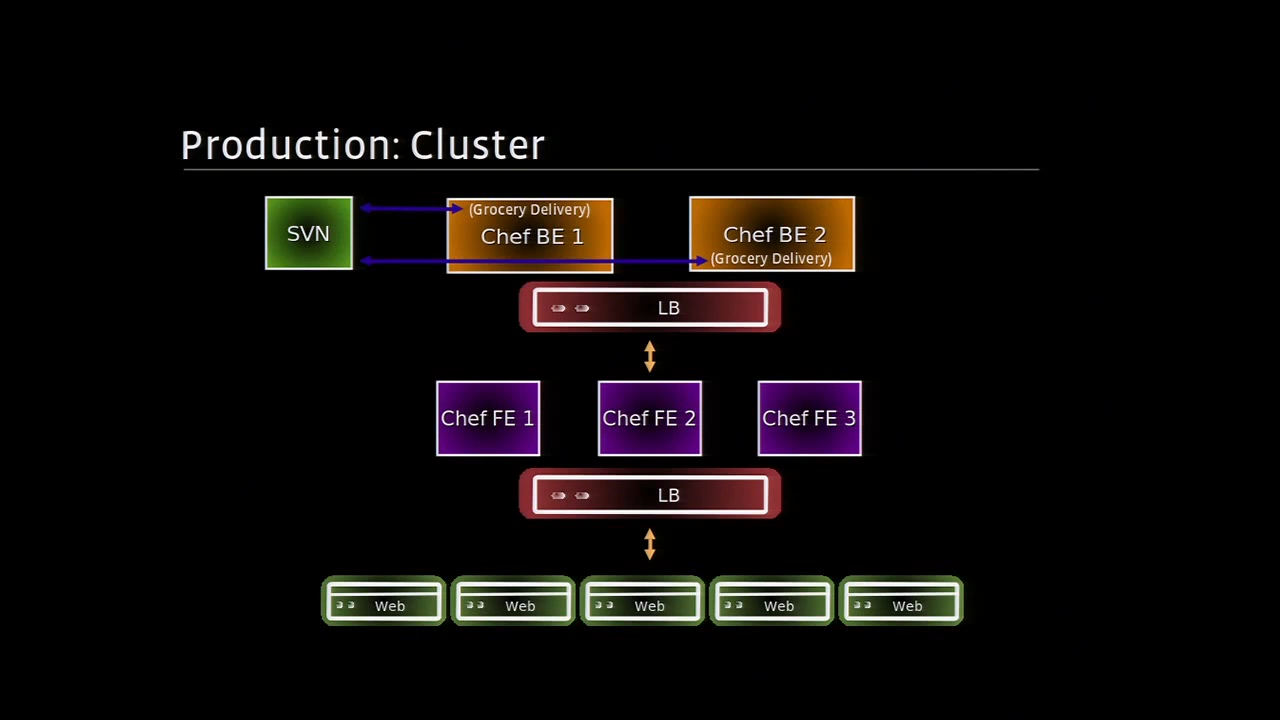 Production: Cluster
SVN
(Grocery Delivery)
Chef BE 1
Chef BE 2
(Grocery Delivery)
LB
Chef FE 1
Chef FE 2
Chef FE 3
LB
Web
Web
Web
Web
Web